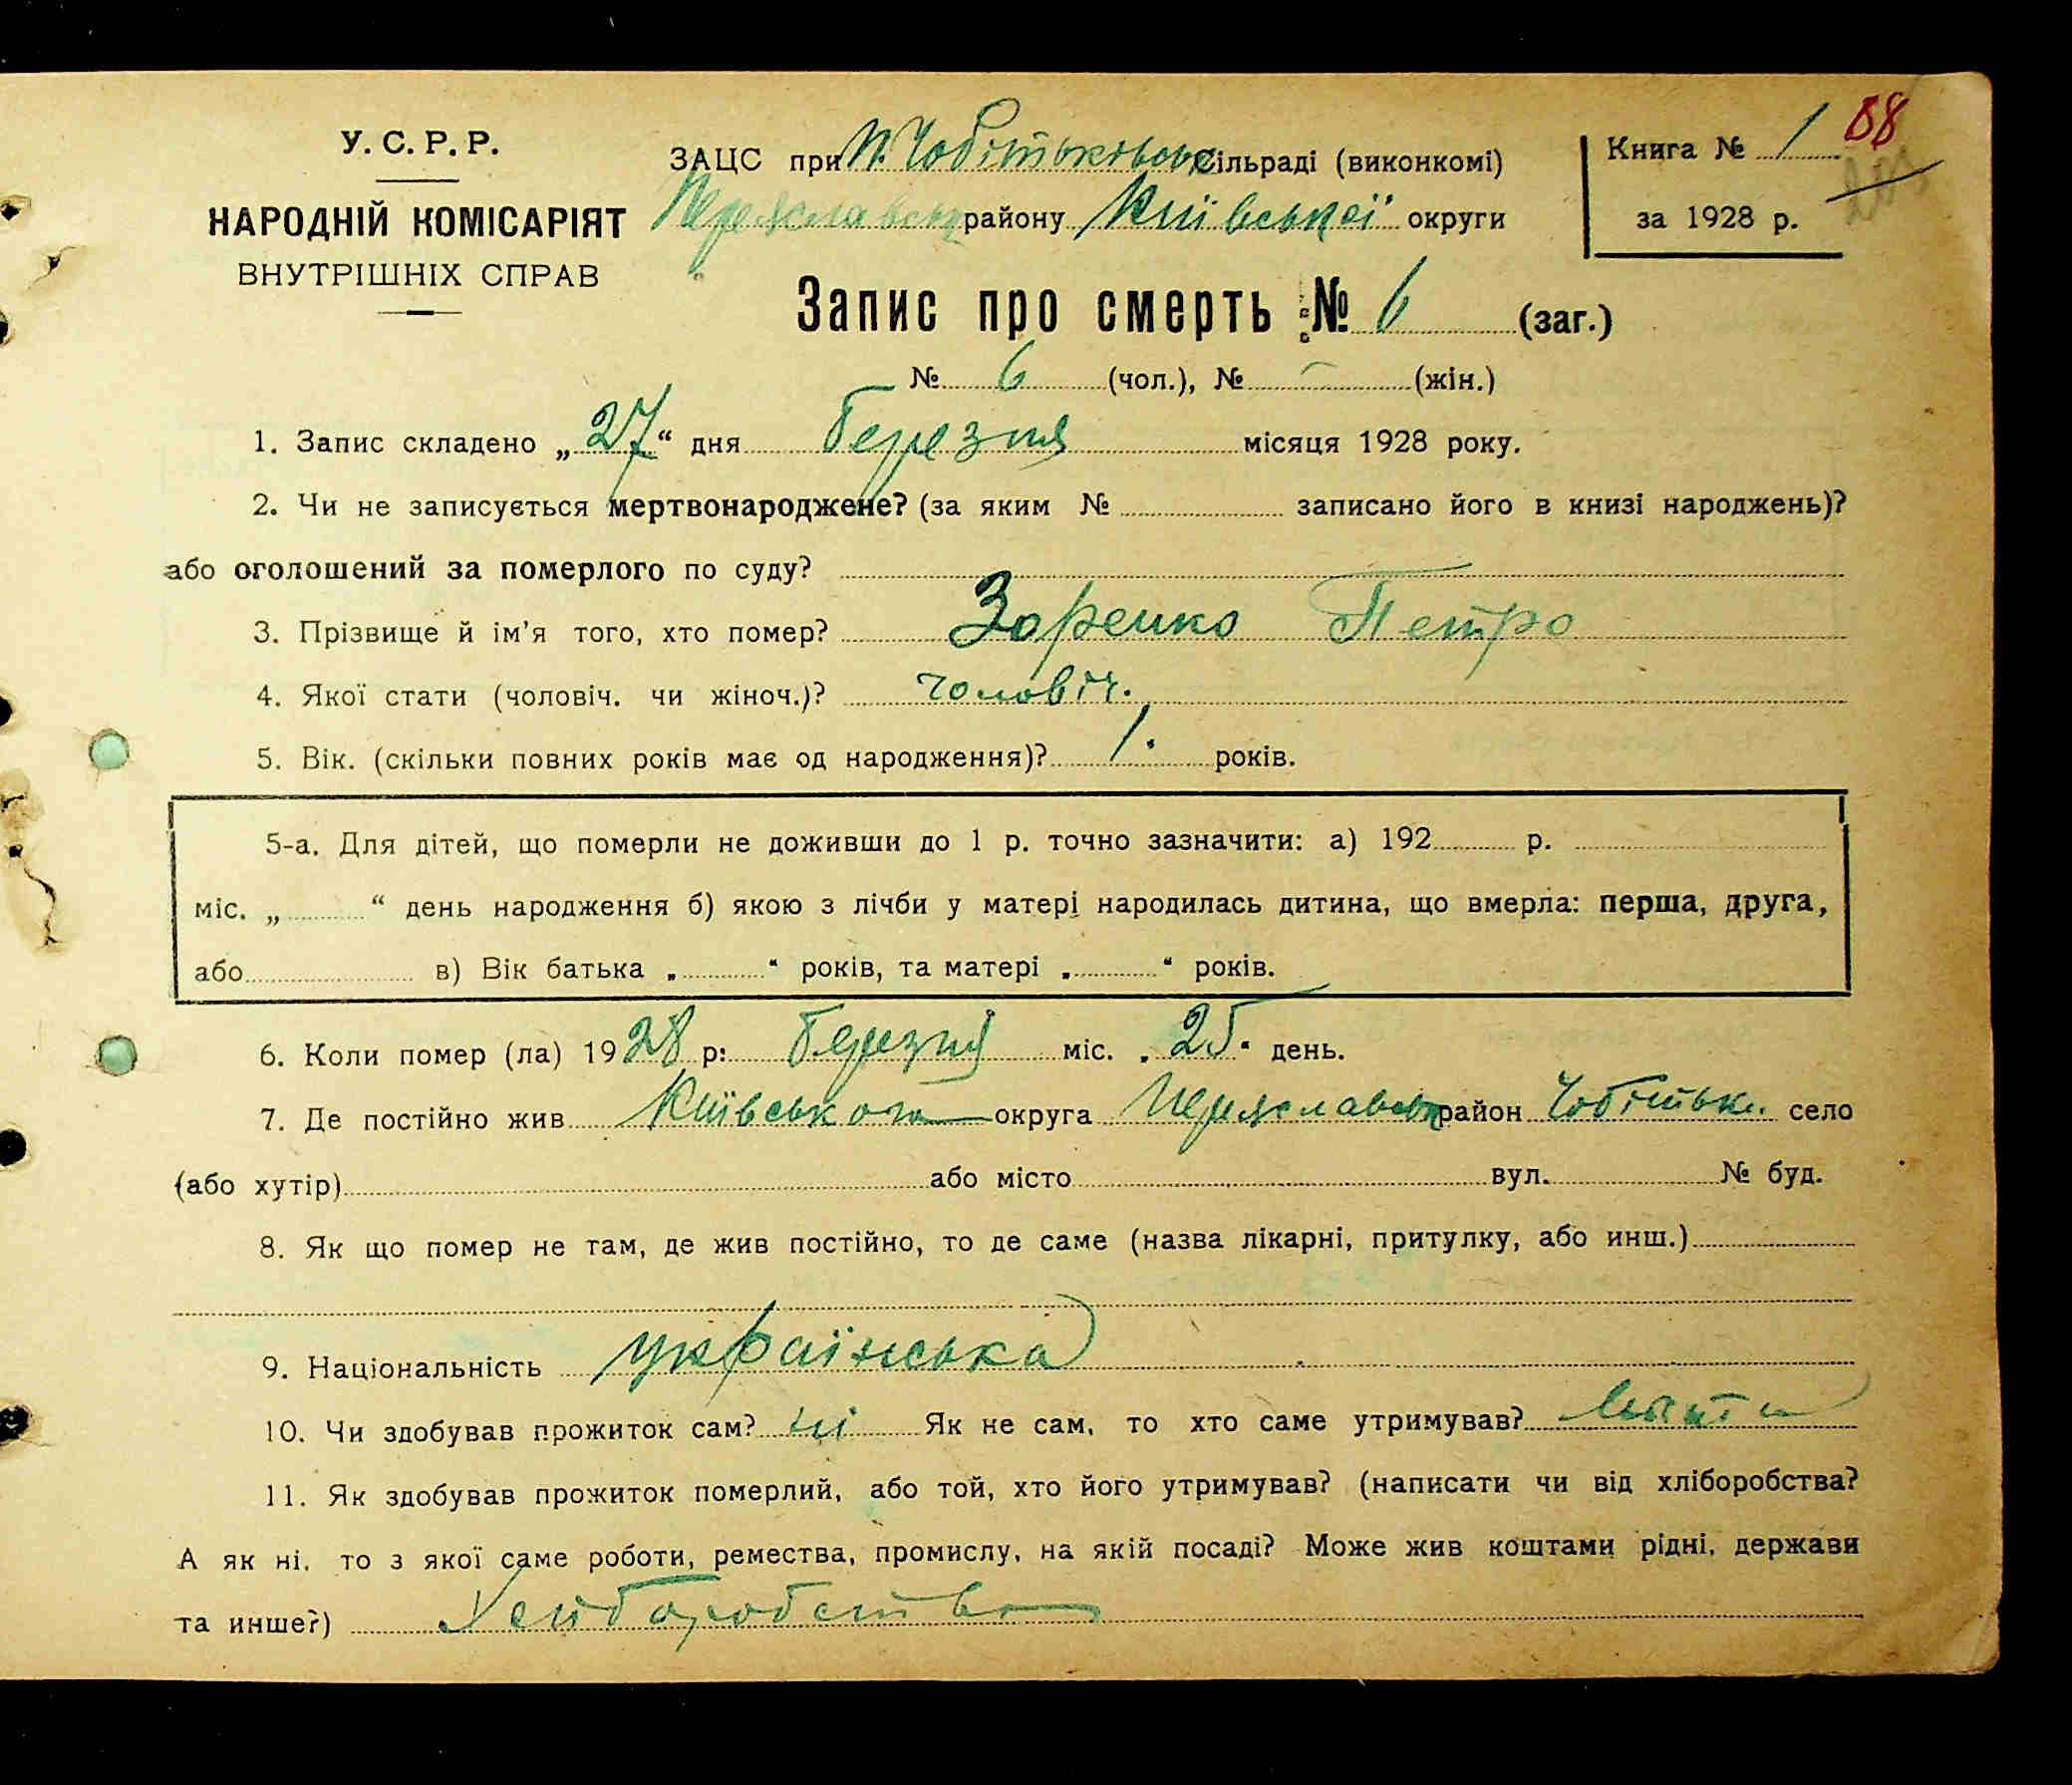 У. С. Р. Р.
НАРОДНІЙ КОМІСАРІЯТ
ВНУТРІШНІХ СПРАВ
ЗАЦС при Чобітьківськ сільраді (виконкомі)
Переяславськ району Київської округи
Книга № 1 88
за 1928 р.
Запис про смерть № 6 (заг.)
№ 6 (чол.), № — (жін.)
1. Запис складено „27“ дня березня місяця 1928 року.
2. Чи не записується мертвонароджене? (за яким № записано його в книзі народжень)?
або оголошений за померлого по суду?
3. Прізвище й ім'я того, хто помер? Зоренко Петро
4. Якої стати (чоловіч. чи жіноч.)? чоловіч.
5. Вік. (скільки повних років має од народження)? 1. років.
5-а. Для дітей, що померли не доживши до 1 р. точно зазначити: а) 192 р.
міс. „ “ день народження б) якою з лічби у матері народилась дитина, що вмерла: перша, друга,
або в) Вік батька „ “ років, та матері „ “ років.
6. Коли помер (ла) 1928 р: березня міс. „25“ день.
7. Де постійно жив Київська округа Переяславськ район Чобітьки село
(або хутір) або місто вул. № буд.
8. Як що помер не там, де жив постійно, то де саме (назва лікарні, притулку, або инш.)
9. Національність українська
10. Чи здобував прожиток сам? ні Як не сам, то хто саме утримував? мати
11. Як здобував прожиток померлий, або той, хто його утримував? (написати чи від хліборобства?
А як ні, то з якої саме роботи, ремества, промислу, на якій посаді? Може жив коштами рідні, держави
та инше?) Хліборобство